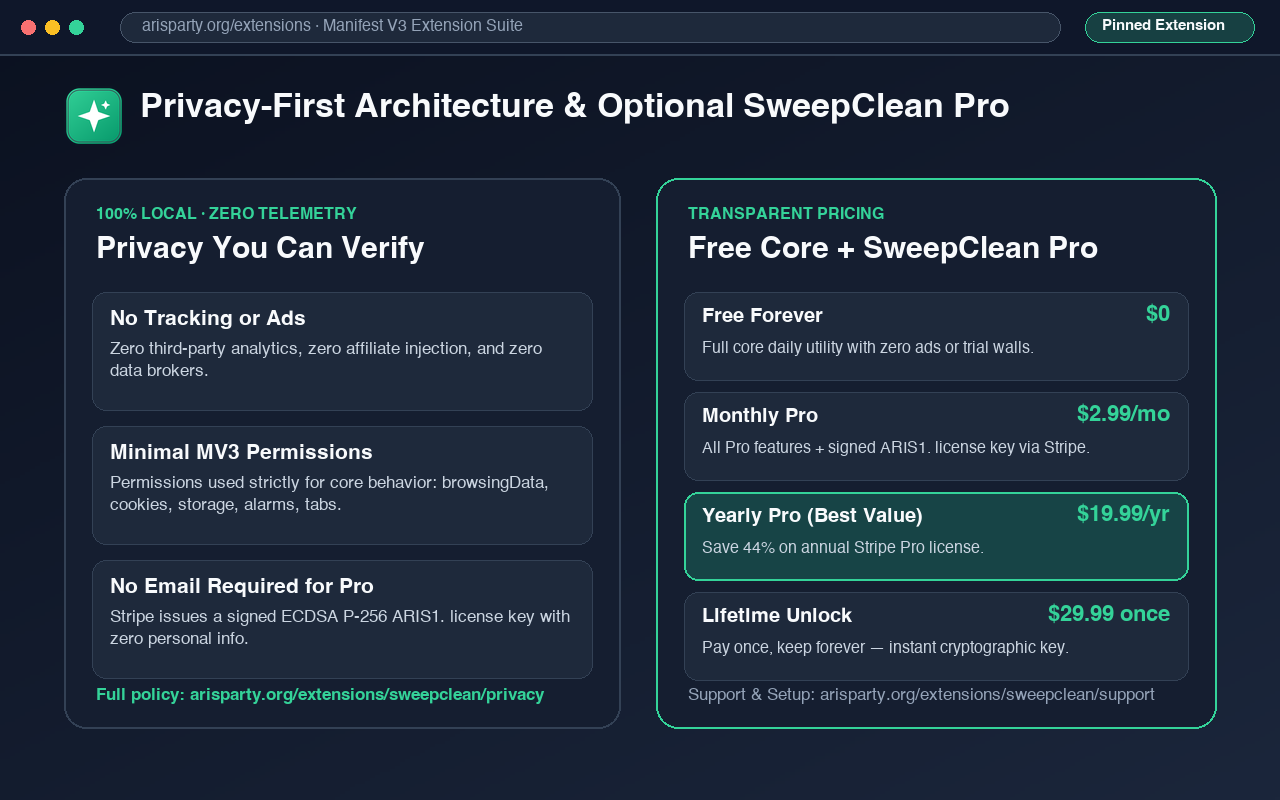 arisparty.org/extensions · Manifest V3 Extension Suite
Pinned Extension
Privacy-First Architecture & Optional SweepClean Pro
100% LOCAL · ZERO TELEMETRY
Privacy You Can Verify
No Tracking or Ads
Zero third-party analytics, zero affiliate injection, and zero
data brokers.
Minimal MV3 Permissions
Permissions used strictly for core behavior: browsingData,
cookies, storage, alarms, tabs.
No Email Required for Pro
Stripe issues a signed ECDSA P-256 ARIS1. license key with
zero personal info.
Full policy: arisparty.org/extensions/sweepclean/privacy
TRANSPARENT PRICING
Free Core + SweepClean Pro
Free Forever $0
Full core daily utility with zero ads or trial walls.
Monthly Pro $2.99/mo
All Pro features + signed ARIS1. license key via Stripe.
Yearly Pro (Best Value) $19.99/yr
Save 44% on annual Stripe Pro license.
Lifetime Unlock $29.99 once
Pay once, keep forever — instant cryptographic key.
Support & Setup: arisparty.org/extensions/sweepclean/support